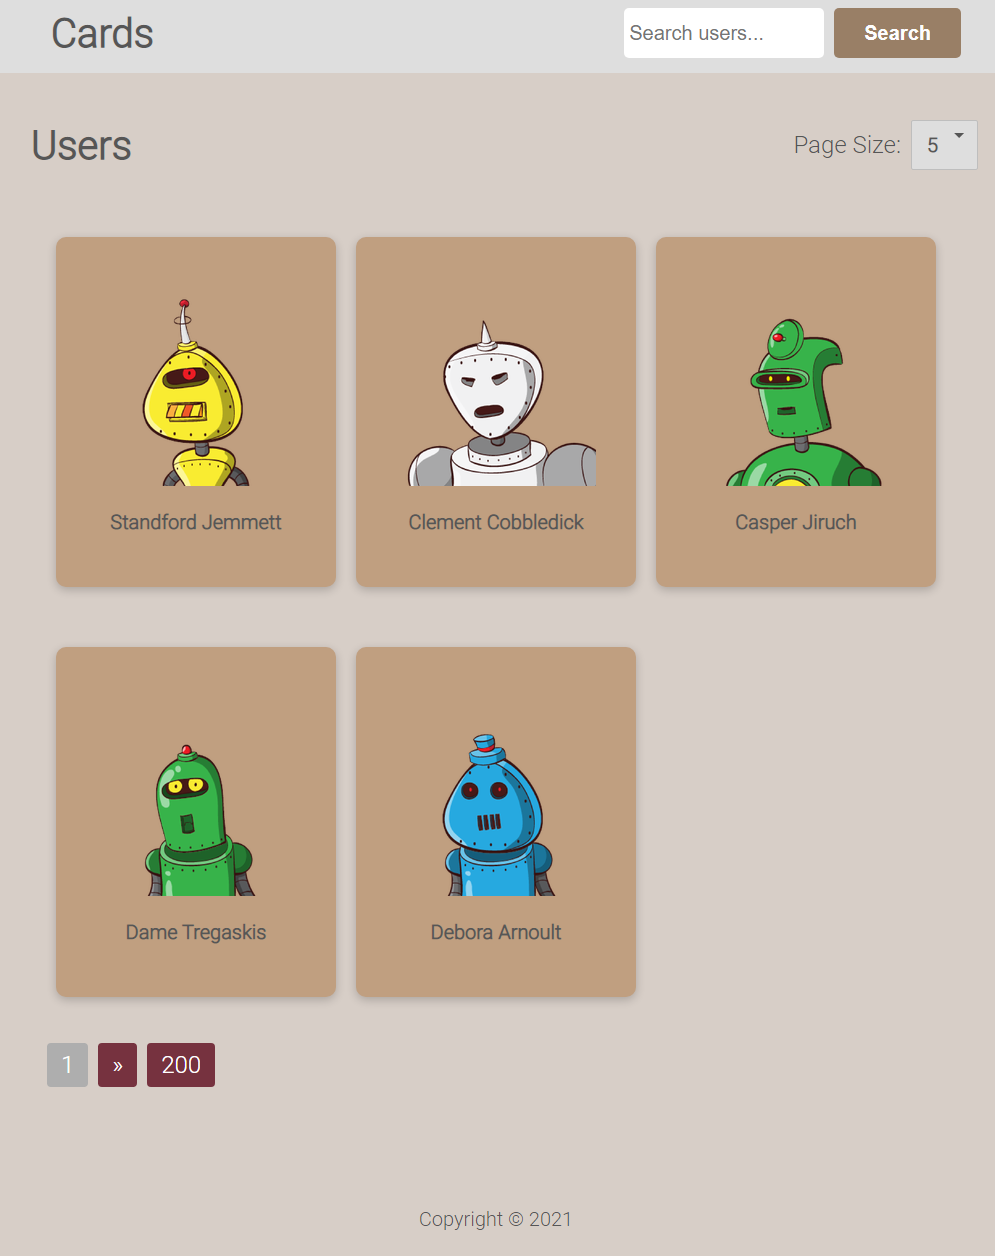 Cards
Search users...
Search
Users
Page Size:
5
Standford Jemmett
Clement Cobbledick
Casper Jiruch
Dame Tregaskis
Debora Arnoult
1
»
200
Copyright © 2021